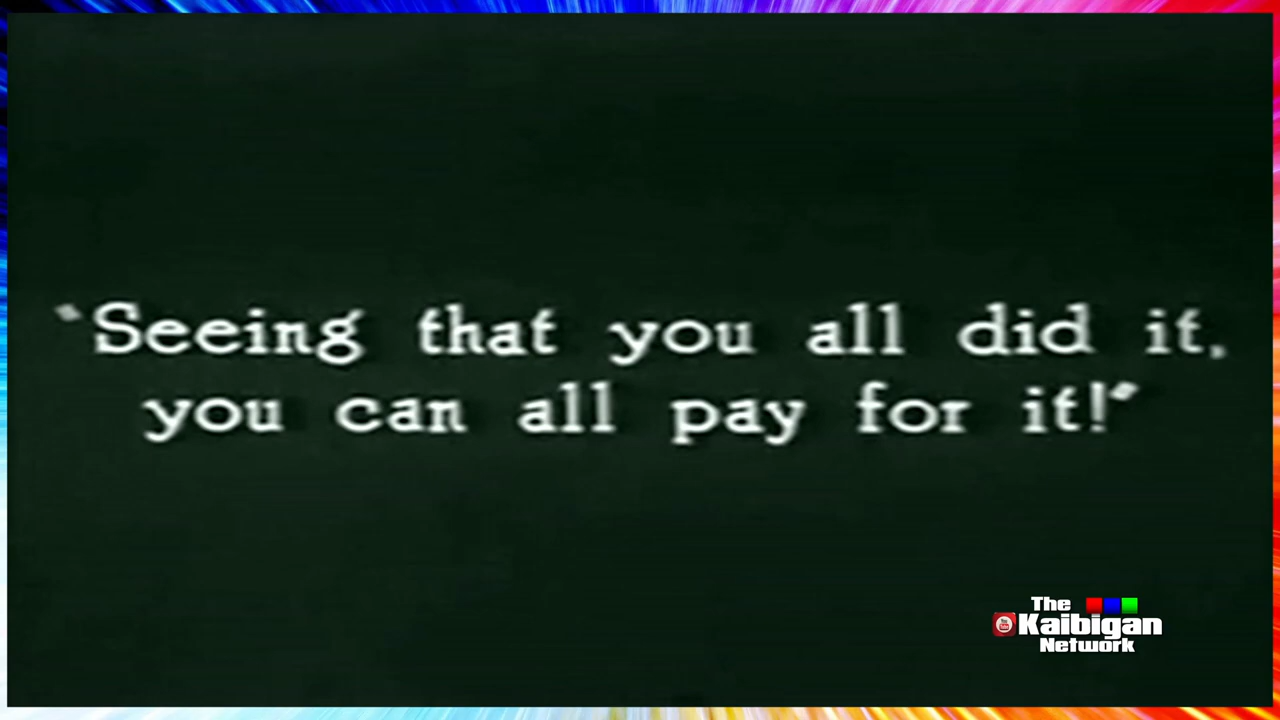 "Seeing that you all did it,
you can all pay for it!"
The
Kaibigan
Network